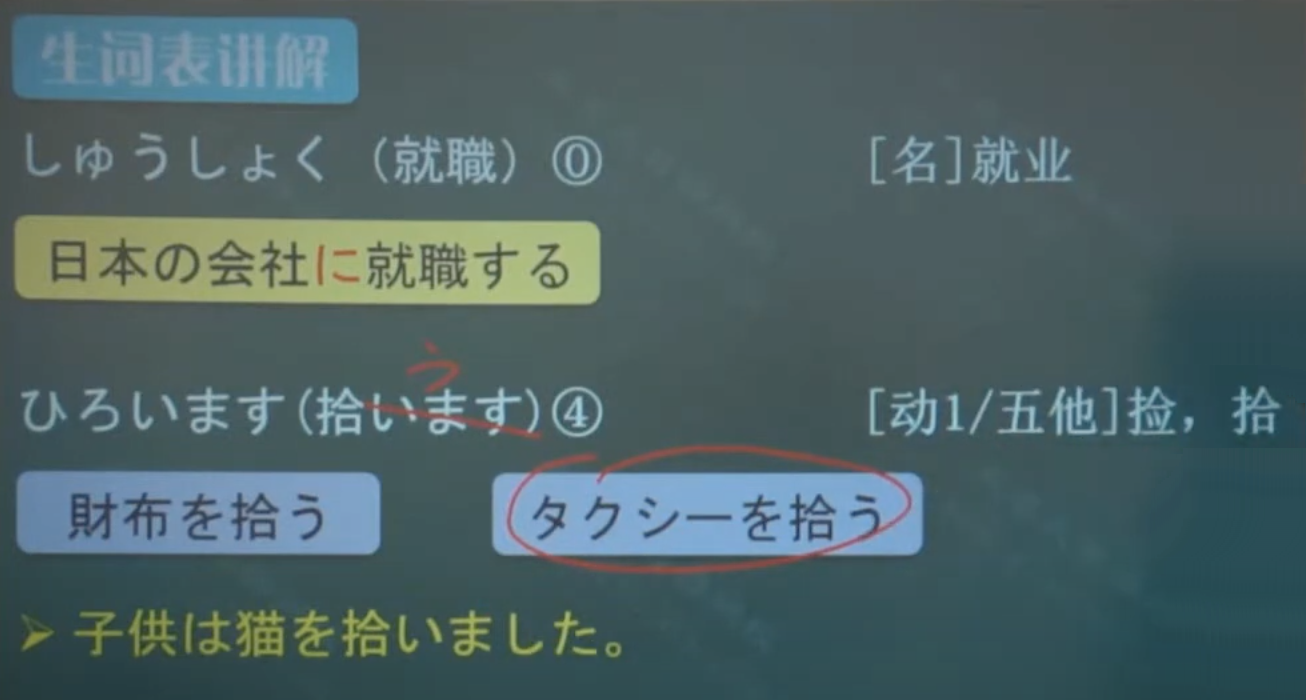 生词表讲解
しゅうしょく（就職）⓪ [名]就业
日本の会社に就職する
う
ひろいます(拾います)④ [动1/五他]捡，拾
財布を拾う タクシーを拾う
➢ 子供は猫を拾いました。